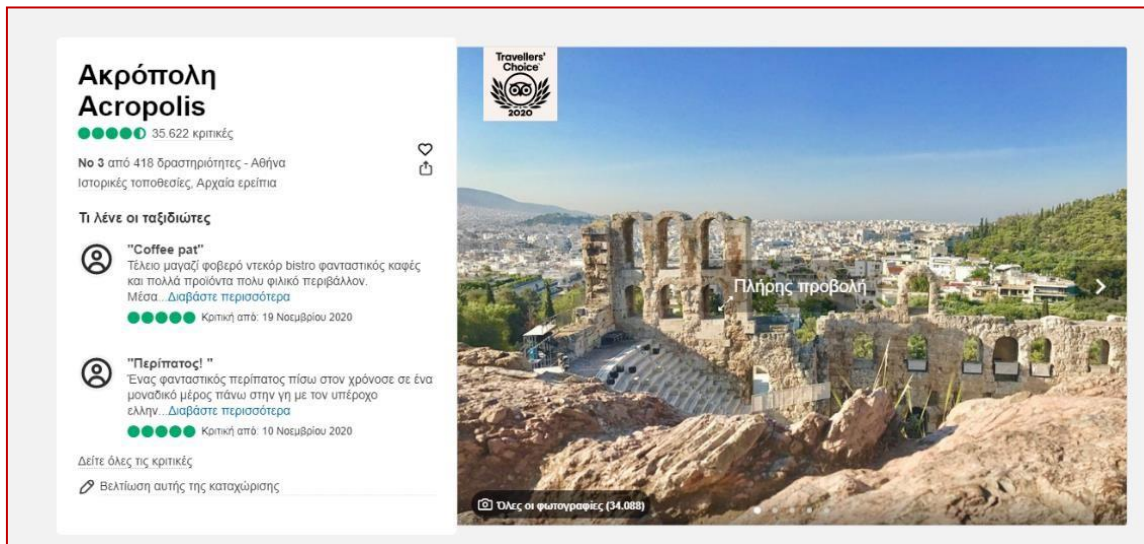 Ακρόπολη
Acropolis
35.622 κριτικές
Νο 3 από 418 δραστηριότητες - Αθήνα
Ιστορικές τοποθεσίες, Αρχαία ερείπια
Τι λένε οι ταξιδιώτες
"Coffee pat"
Τέλειο μαγαζί φοβερό ντεκόρ bistro φανταστικός καφές
και πολλά προϊόντα πολυ φιλικό περιβάλλον.
Μέσα...Διαβάστε περισσότερα
Κριτική από: 19 Νοεμβρίου 2020
"Περίπατος! "
Ένας φανταστικός περίπατος πίσω στον χρόνοσε σε ένα
μοναδικό μέρος πάνω στην γη με τον υπέροχο
ελλην...Διαβάστε περισσότερα
Κριτική από: 10 Νοεμβρίου 2020
Δείτε όλες τις κριτικές
Βελτίωση αυτής της καταχώρισης
Travellers'
Choice
2020
Πλήρης προβολή
Όλες οι φωτογραφίες (34.088)